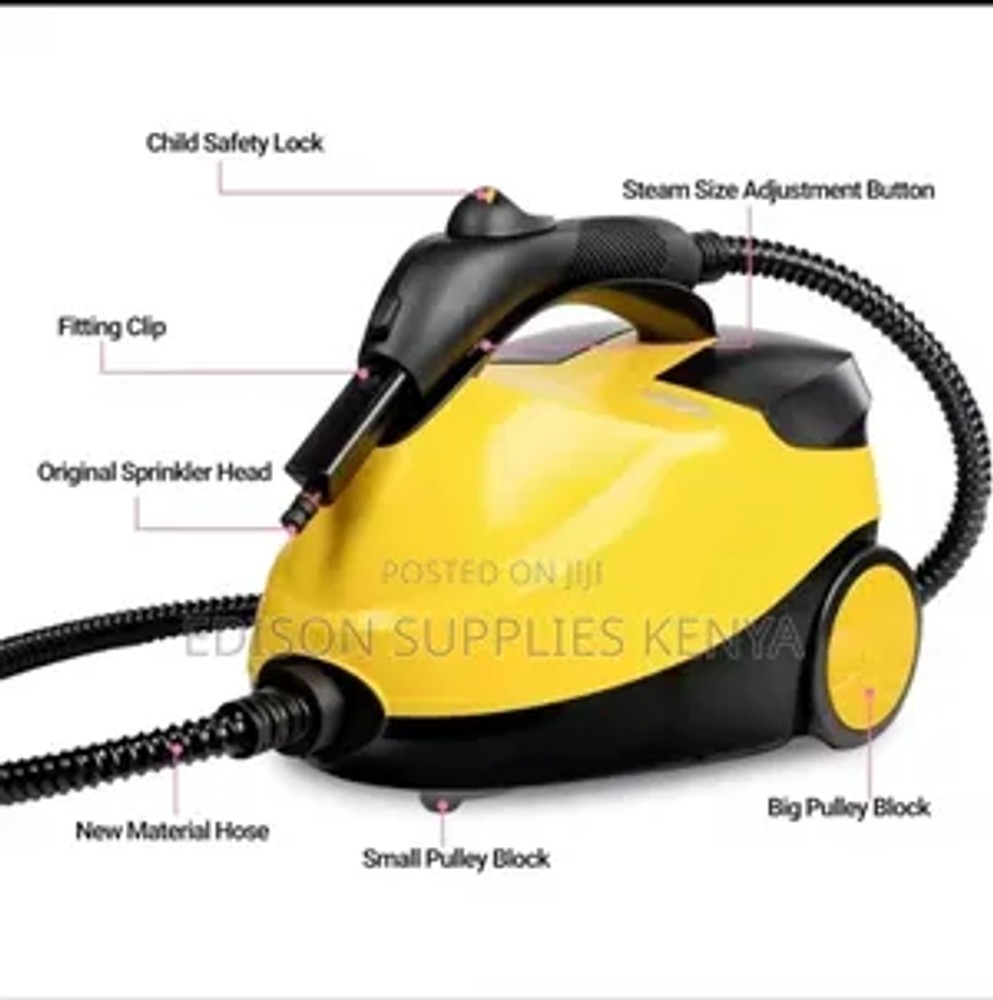 Child Safety Lock
Steam Size Adjustment Button
Fitting Clip
Original Sprinkler Head
POSTED ON JIJI
EDISON SUPPLIES KENYA
Big Pulley Block
New Material Hose
Small Pulley Block